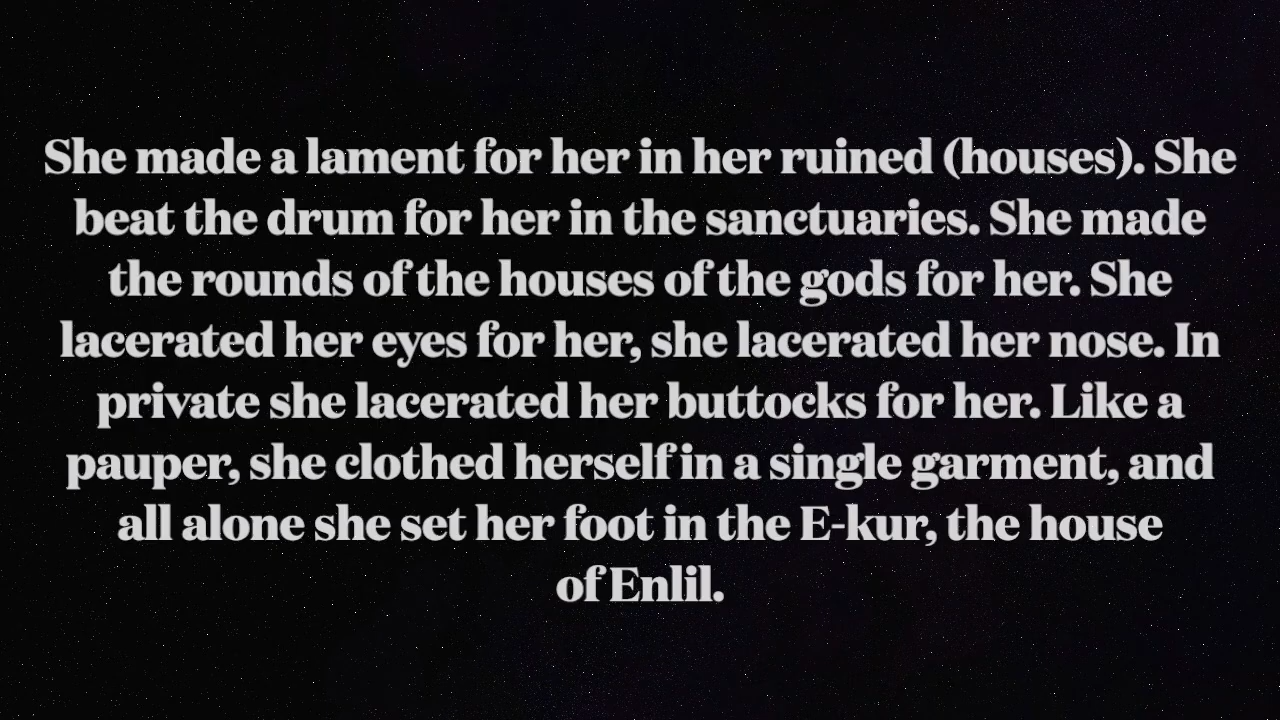 She made a lament for her in her ruined (houses). She
beat the drum for her in the sanctuaries. She made
the rounds of the houses of the gods for her. She
lacerated her eyes for her, she lacerated her nose. In
private she lacerated her buttocks for her. Like a
pauper, she clothed herself in a single garment, and
all alone she set her foot in the E-kur, the house
of Enlil.